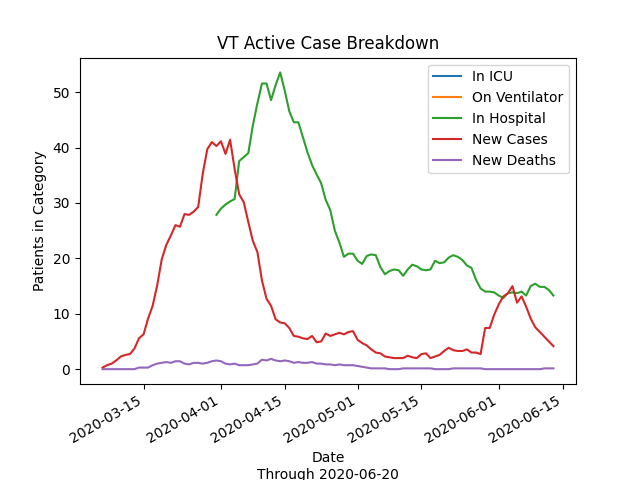 VT Active Case Breakdown
In ICU
On Ventilator
In Hospital
New Cases
New Deaths
Patients in Category
50
40
30
20
10
0
2020-03-15
2020-04-01
2020-04-15
2020-05-01
2020-05-15
2020-06-01
2020-06-15
Date
Through 2020-06-20